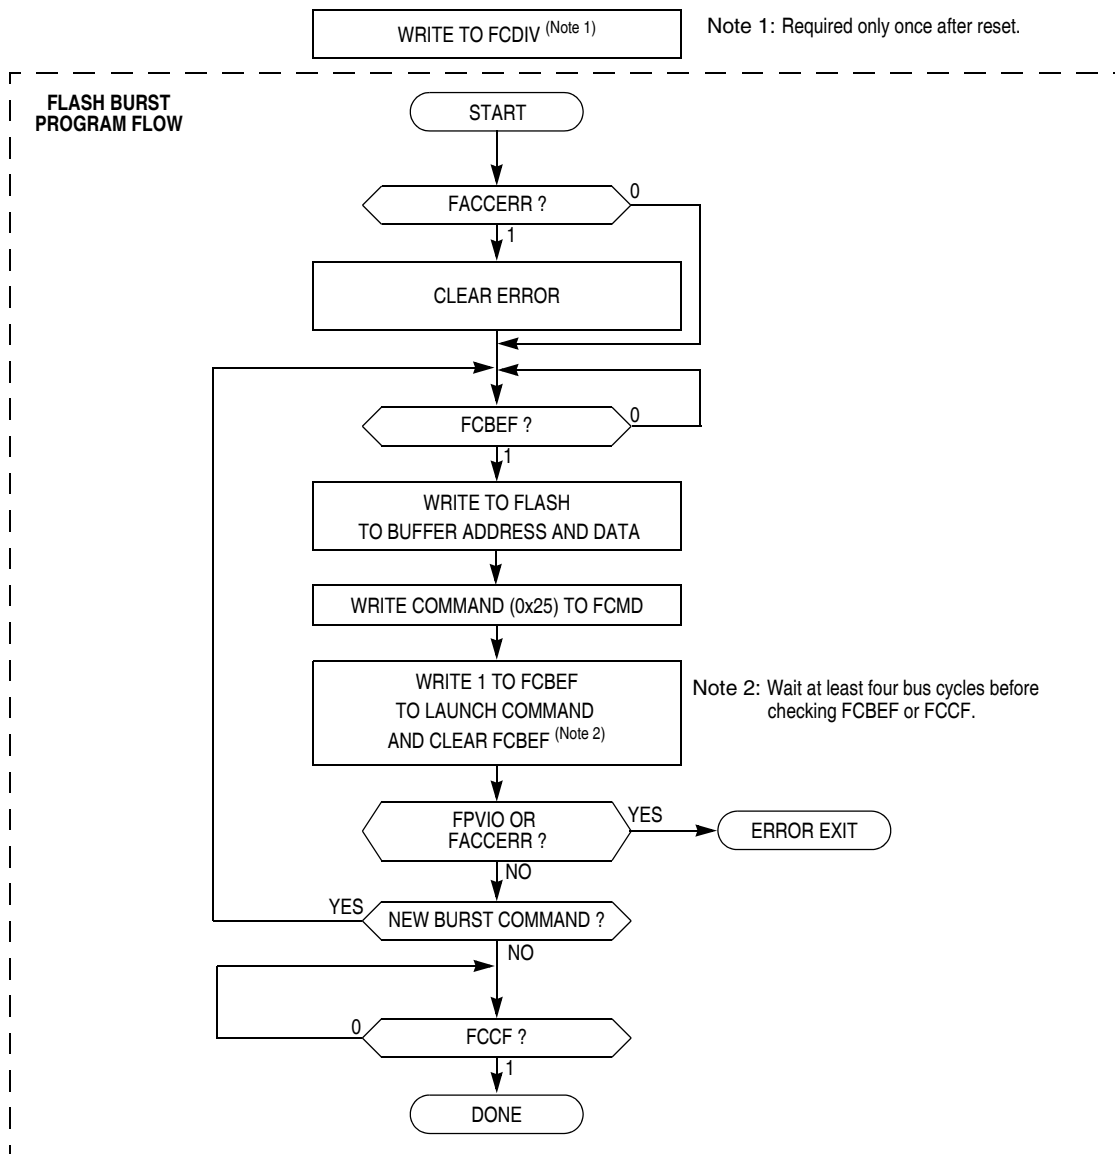 WRITE TO FCDIV (Note 1)
Note 1: Required only once after reset.
FLASH BURST
PROGRAM FLOW
START
FACCERR ?
0
1
CLEAR ERROR
FCBEF ?
0
1
WRITE TO FLASH
TO BUFFER ADDRESS AND DATA
WRITE COMMAND (0x25) TO FCMD
WRITE 1 TO FCBEF
TO LAUNCH COMMAND
AND CLEAR FCBEF (Note 2)
Note 2: Wait at least four bus cycles before
checking FCBEF or FCCF.
FPVIO OR
FACCERR ?
YES
ERROR EXIT
NO
YES
NEW BURST COMMAND ?
NO
0
FCCF ?
1
DONE